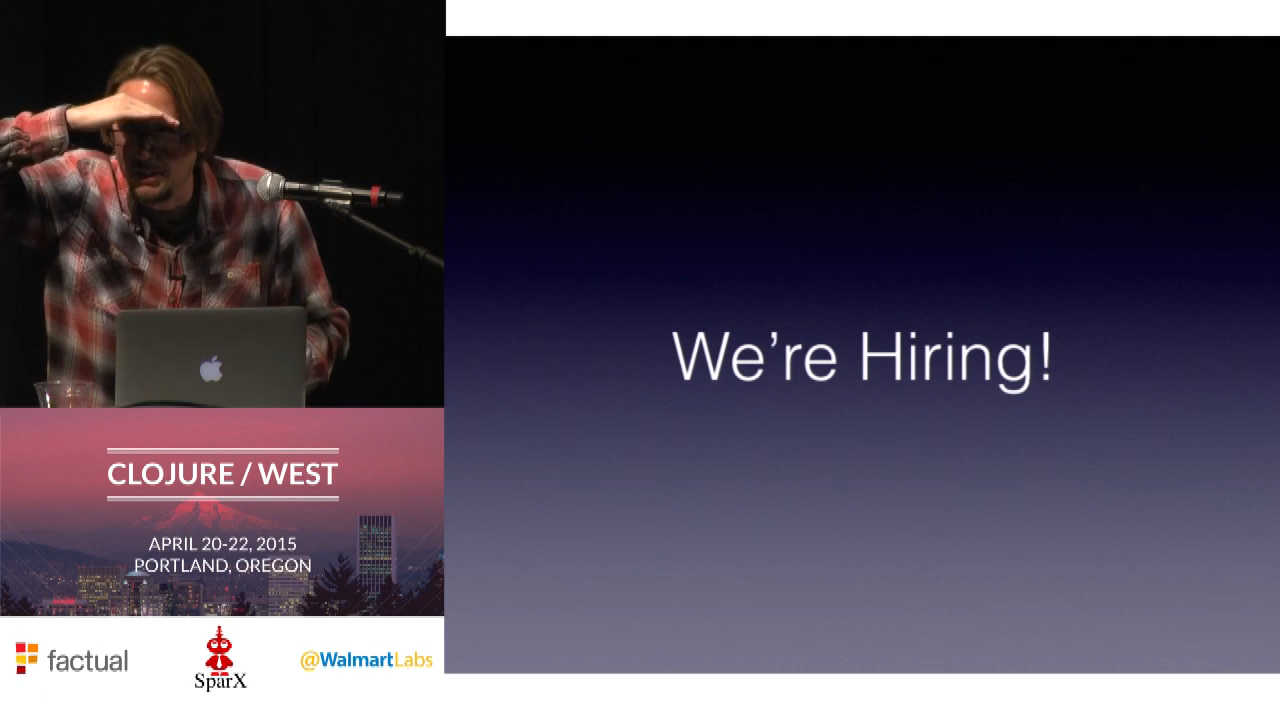 We’re Hiring!
CLOJURE / WEST
APRIL 20-22, 2015
PORTLAND, OREGON
factual
SparX
@WalmartLabs